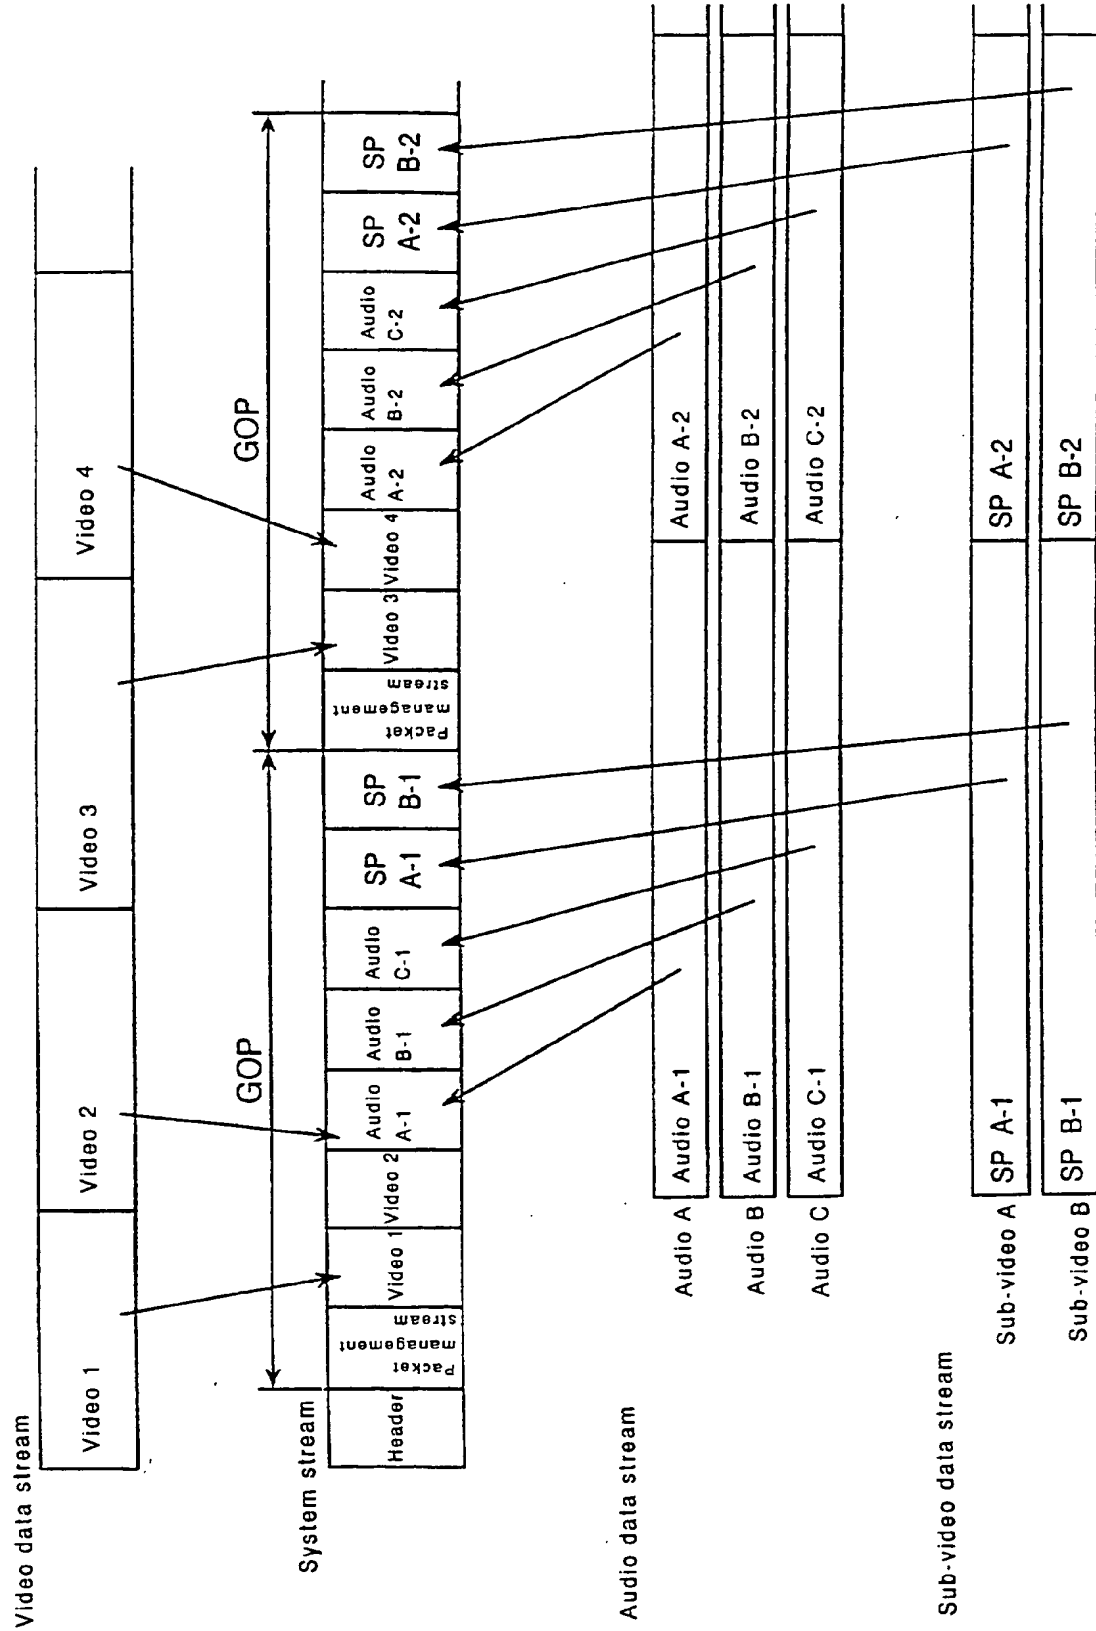 Video data stream
Video 1
Video 2
Video 3
Video 4
GOP
GOP
System stream
Header
Packet
management
stream
Video 1
Video 2
Audio
A-1
Audio
B-1
Audio
C-1
SP
A-1
SP
B-1
Packet
management
stream
Video 3
Video 4
Audio
A-2
Audio
B-2
Audio
C-2
SP
A-2
SP
B-2
Audio data stream
Audio A
Audio A-1
Audio A-2
Audio B
Audio B-1
Audio B-2
Audio C
Audio C-1
Audio C-2
Sub-video data stream
Sub-video A
SP A-1
SP A-2
Sub-video B
SP B-1
SP B-2